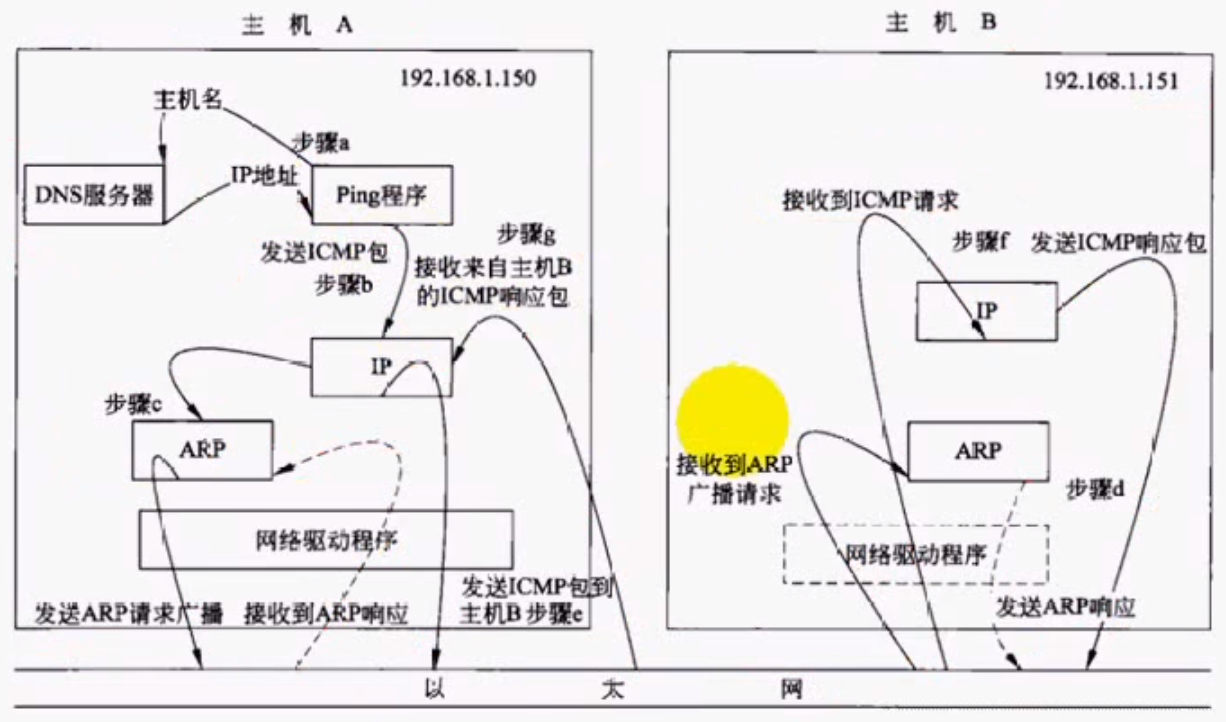 主 机 A
主 机 B
192.168.1.150
192.168.1.151
主机名
步骤a
DNS服务器
IP地址
Ping程序
发送ICMP包
步骤b
步骤g
接收来自主机B
的ICMP响应包
IP
步骤c
ARP
网络驱动程序
发送ARP请求广播
接收到ARP响应
发送ICMP包到
主机B 步骤e
接收到ICMP请求
步骤f
发送ICMP响应包
IP
接收到ARP
广播请求
ARP
步骤d
网络驱动程序
发送ARP响应
以 太 网